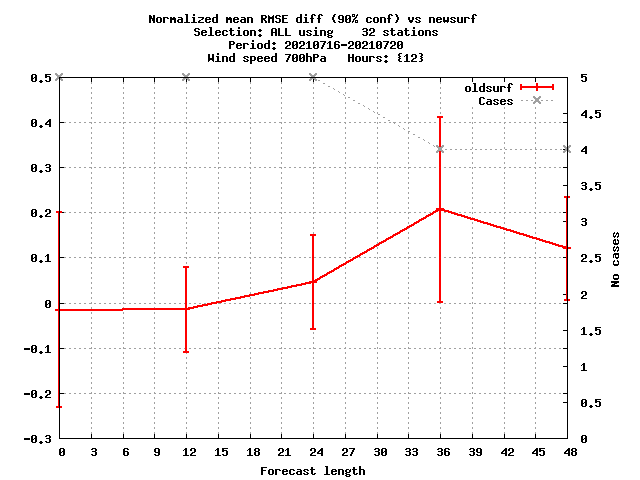 Normalized mean RMSE diff (90% conf) vs newsurf
Selection: ALL using    32 stations
Period: 20210716-20210720
Wind speed 700hPa   Hours: {12}
oldsurf
Cases
0.5
0.4
0.3
0.2
0.1
0
-0.1
-0.2
-0.3
5
4.5
4
3.5
3
2.5
2
1.5
1
0.5
0
No cases
0 3 6 9 12 15 18 21 24 27 30 33 36 39 42 45 48
Forecast length